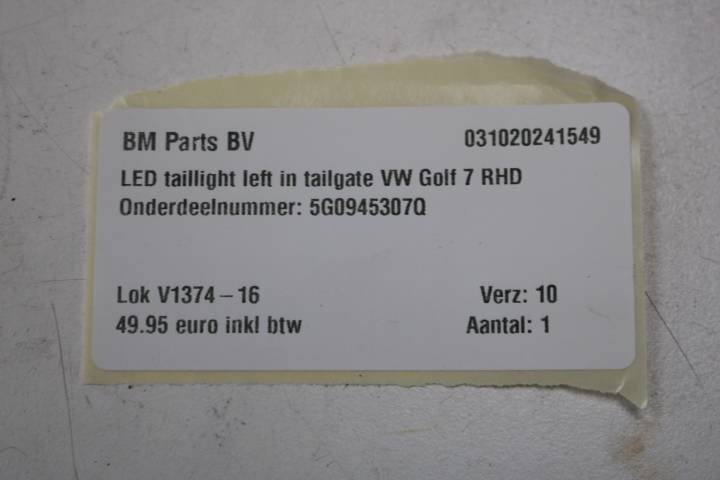 BM Parts BV 031020241549
LED taillight left in tailgate VW Golf 7 RHD
Onderdeelnummer: 5G0945307Q
Lok V1374-16 Verz: 10
49.95 euro inkl btw Aantal: 1